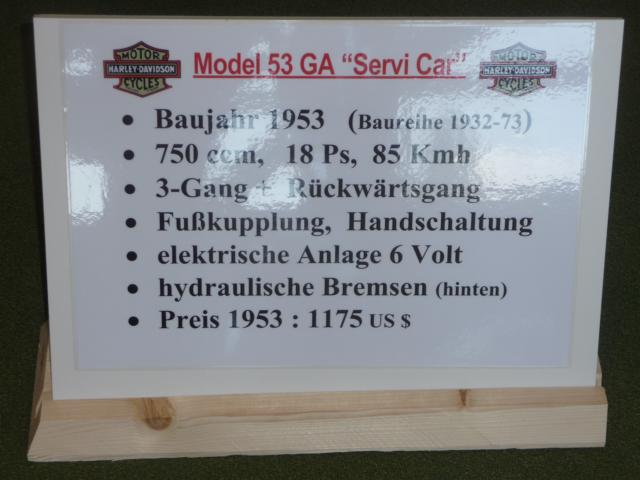 MOTOR
HARLEY-DAVIDSON
CYCLES
Model 53 GA “Servi Car”
MOTOR
HARLEY-DAVIDSON
CYCLES
• Baujahr 1953 (Baureihe 1932-73)
• 750 ccm, 18 Ps, 85 Kmh
• 3-Gang + Rückwärtsgang
• Fußkupplung, Handschaltung
• elektrische Anlage 6 Volt
• hydraulische Bremsen (hinten)
• Preis 1953 : 1175 US $